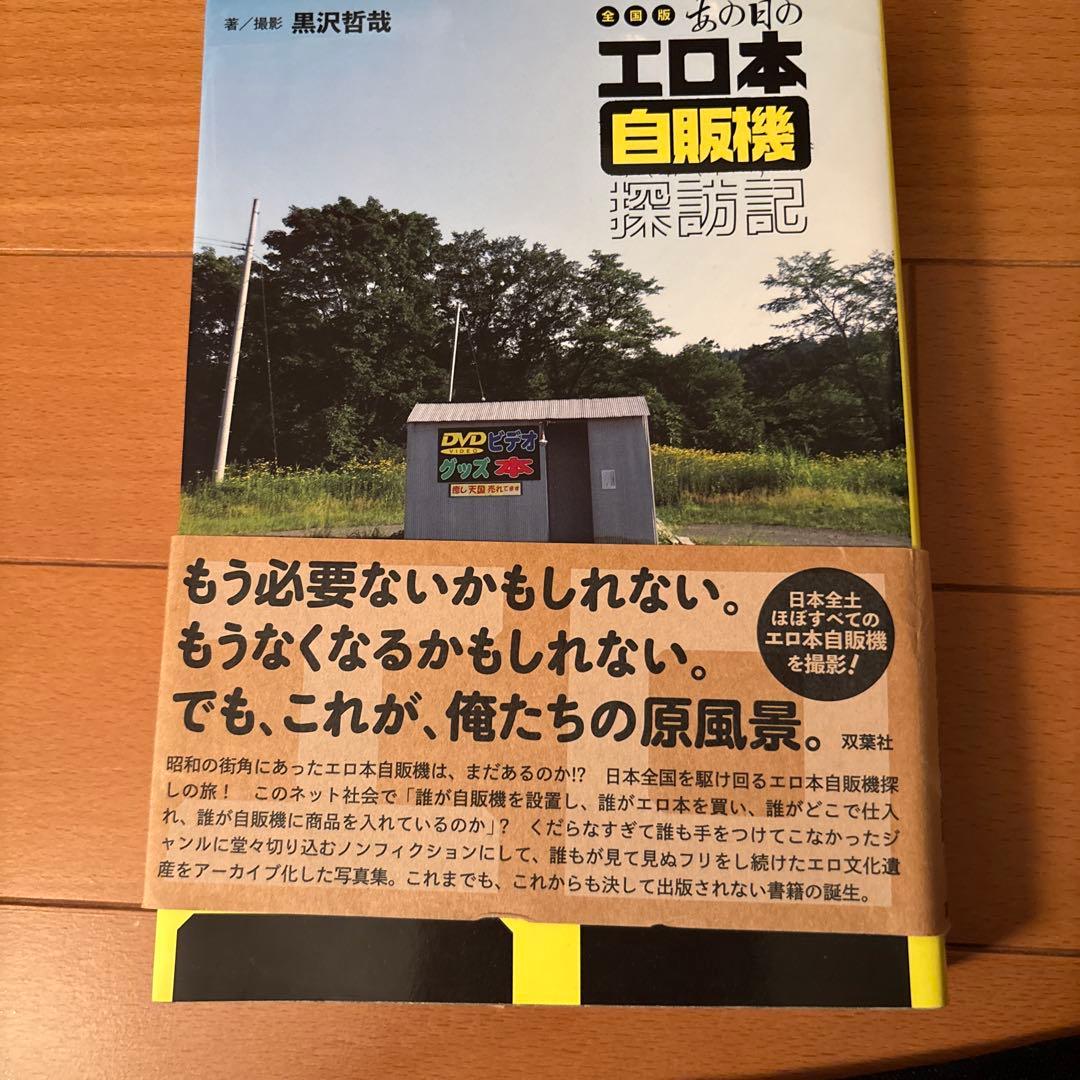 著／撮影 黒沢哲哉
全国版 あの日の
エロ本
自販機
探訪記
DVDビデオ
VIDEO
グッズ 本
癒し天国 売れてます
もう必要ないかもしれない。
もうなくなるかもしれない。
でも、これが、俺たちの原風景。
双葉社
日本全土
ほぼすべての
エロ本自販機
を撮影!
昭和の街角にあったエロ本自販機は、まだあるのか!? 日本全国を駆け回るエロ本自販機探
しの旅! このネット社会で「誰が自販機を設置し、誰がエロ本を買い、誰がどこで仕入
れ、誰が自販機に商品を入れているのか」? くだらなすぎて誰も手をつけてこなかったジ
ャンルに堂々切り込むノンフィクションにして、誰もが見て見ぬフリをし続けたエロ文化遺
産をアーカイブ化した写真集。これまでも、これからも決して出版されない書籍の誕生。